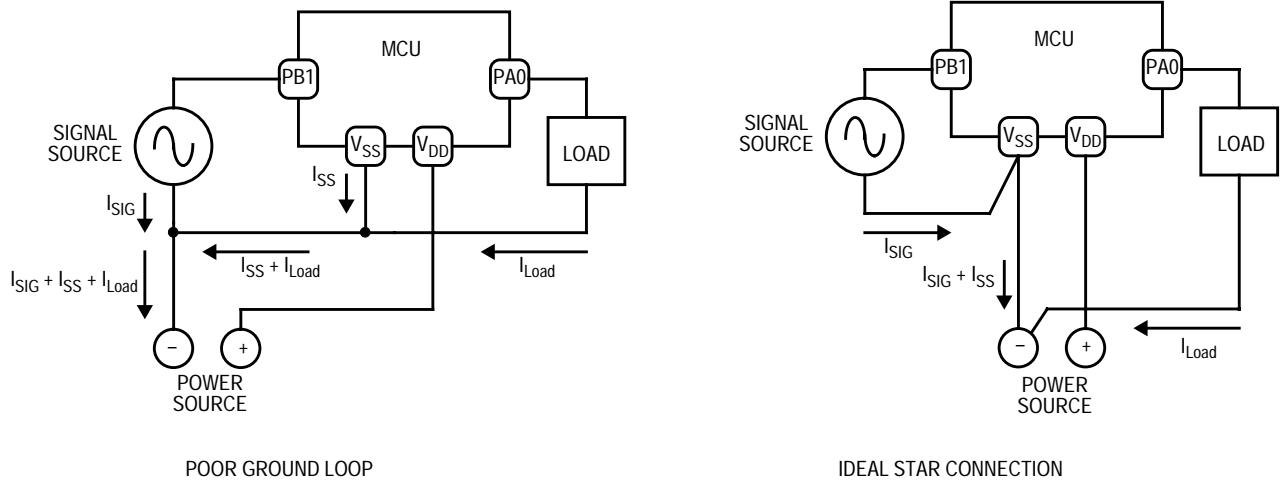 MCU
PB1
PA0
SIGNAL
SOURCE
VSS
VDD
LOAD
ISS
ISIG
ISS + ILoad
ILoad
ISIG + ISS + ILoad
–
+
POWER
SOURCE
POOR GROUND LOOP
MCU
PB1
PA0
SIGNAL
SOURCE
VSS
VDD
LOAD
ISIG
ISIG + ISS
ILoad
–
+
POWER
SOURCE
IDEAL STAR CONNECTION